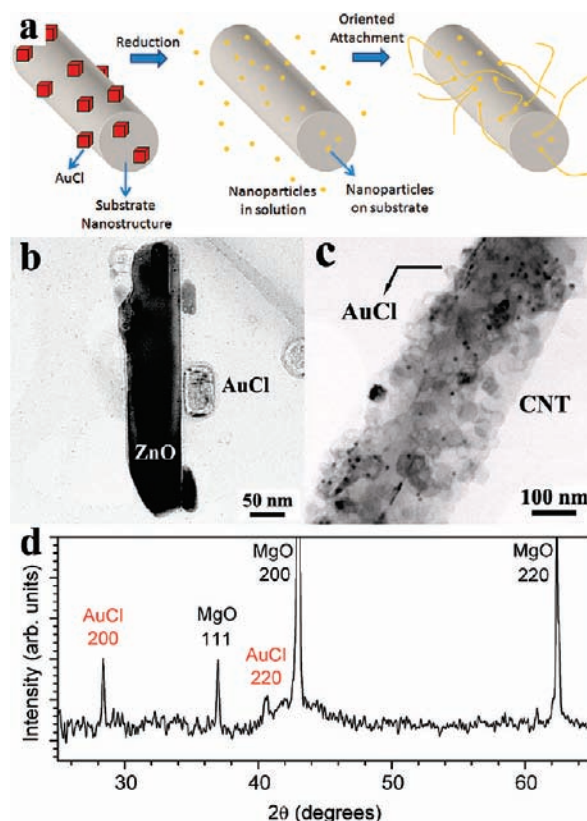 a
Reduction
Oriented
Attachment
AuCl
Substrate
Nanostructure
Nanoparticles
in solution
Nanoparticles
on substrate
b
ZnO
AuCl
50 nm
c
AuCl
CNT
100 nm
d
Intensity (arb. units)
AuCl
200
MgO
111
AuCl
220
MgO
200
MgO
220
30 40 50 60
2θ (degrees)